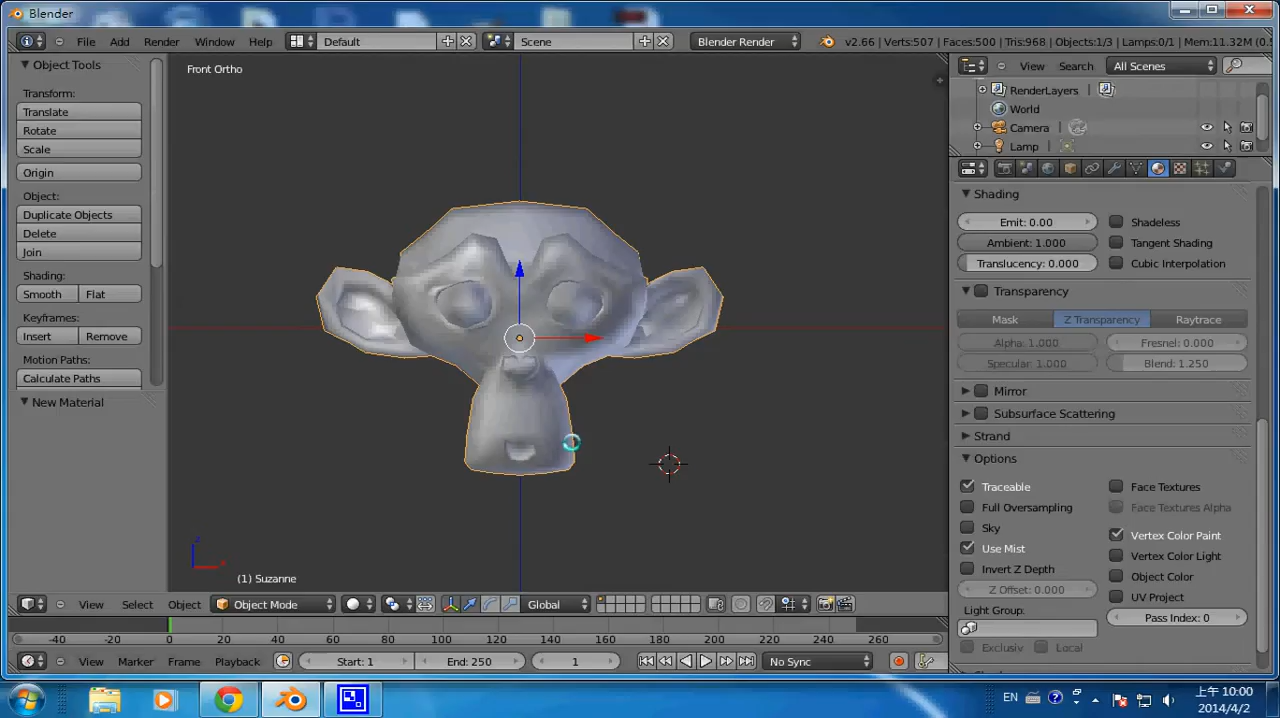 Blender
File Add Render Window Help Default Scene Blender Render v2.66 | Verts:507 | Faces:500 | Tris:968 | Objects:1/3 | Lamps:0/1 | Mem:11.32M (0.5
Object Tools
Transform:
Translate
Rotate
Scale
Origin
Object:
Duplicate Objects
Delete
Join
Shading:
Smooth Flat
Keyframes:
Insert Remove
Motion Paths:
Calculate Paths
New Material
Front Ortho
z
x
(1) Suzanne
View Select Object Object Mode Global
-40 -20 0 20 40 60 80 100 120 140 160 180 200 220 240 260
View Marker Frame Playback Start: 1 End: 250 1 No Sync
View Search All Scenes
RenderLayers |
World
Camera
Lamp
Shading
Emit: 0.00 Shadeless
Ambient: 1.000 Tangent Shading
Translucency: 0.000 Cubic Interpolation
Transparency
Mask Z Transparency Raytrace
Alpha: 1.000 Fresnel: 0.000
Specular: 1.000 Blend: 1.250
Mirror
Subsurface Scattering
Strand
Options
Traceable Face Textures
Full Oversampling Face Textures Alpha
Sky Vertex Color Paint
Use Mist Vertex Color Light
Invert Z Depth Object Color
Z Offset: 0.000 UV Project
Light Group: Pass Index: 0
Exclusiv Local
EN 上午 10:00
2014/4/2